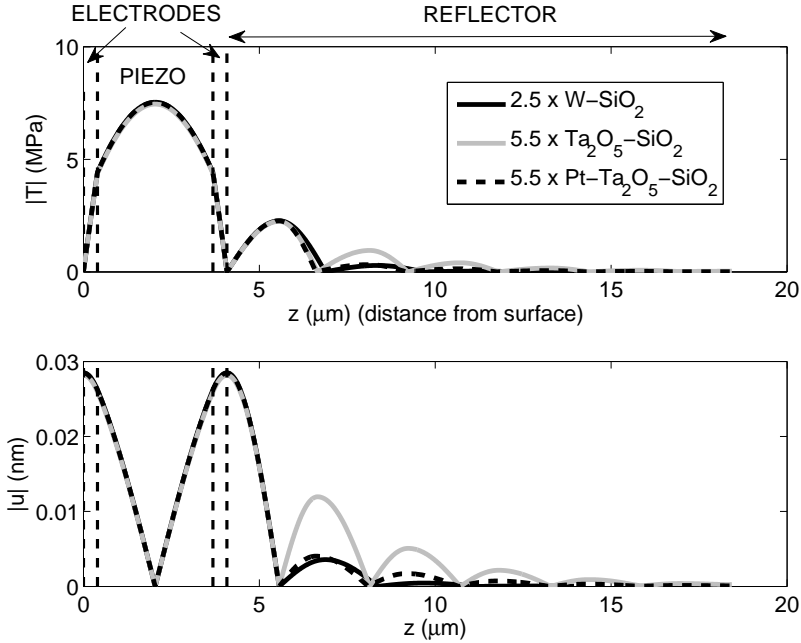 ELECTRODES
REFLECTOR
PIEZO
10
5
0
|T| (MPa)
2.5 x W−SiO2
5.5 x Ta2O5−SiO2
5.5 x Pt−Ta2O5−SiO2
0 5 10 15 20
z (μm) (distance from surface)
0.03
0.02
0.01
0
|u| (nm)
0 5 10 15 20
z (μm)